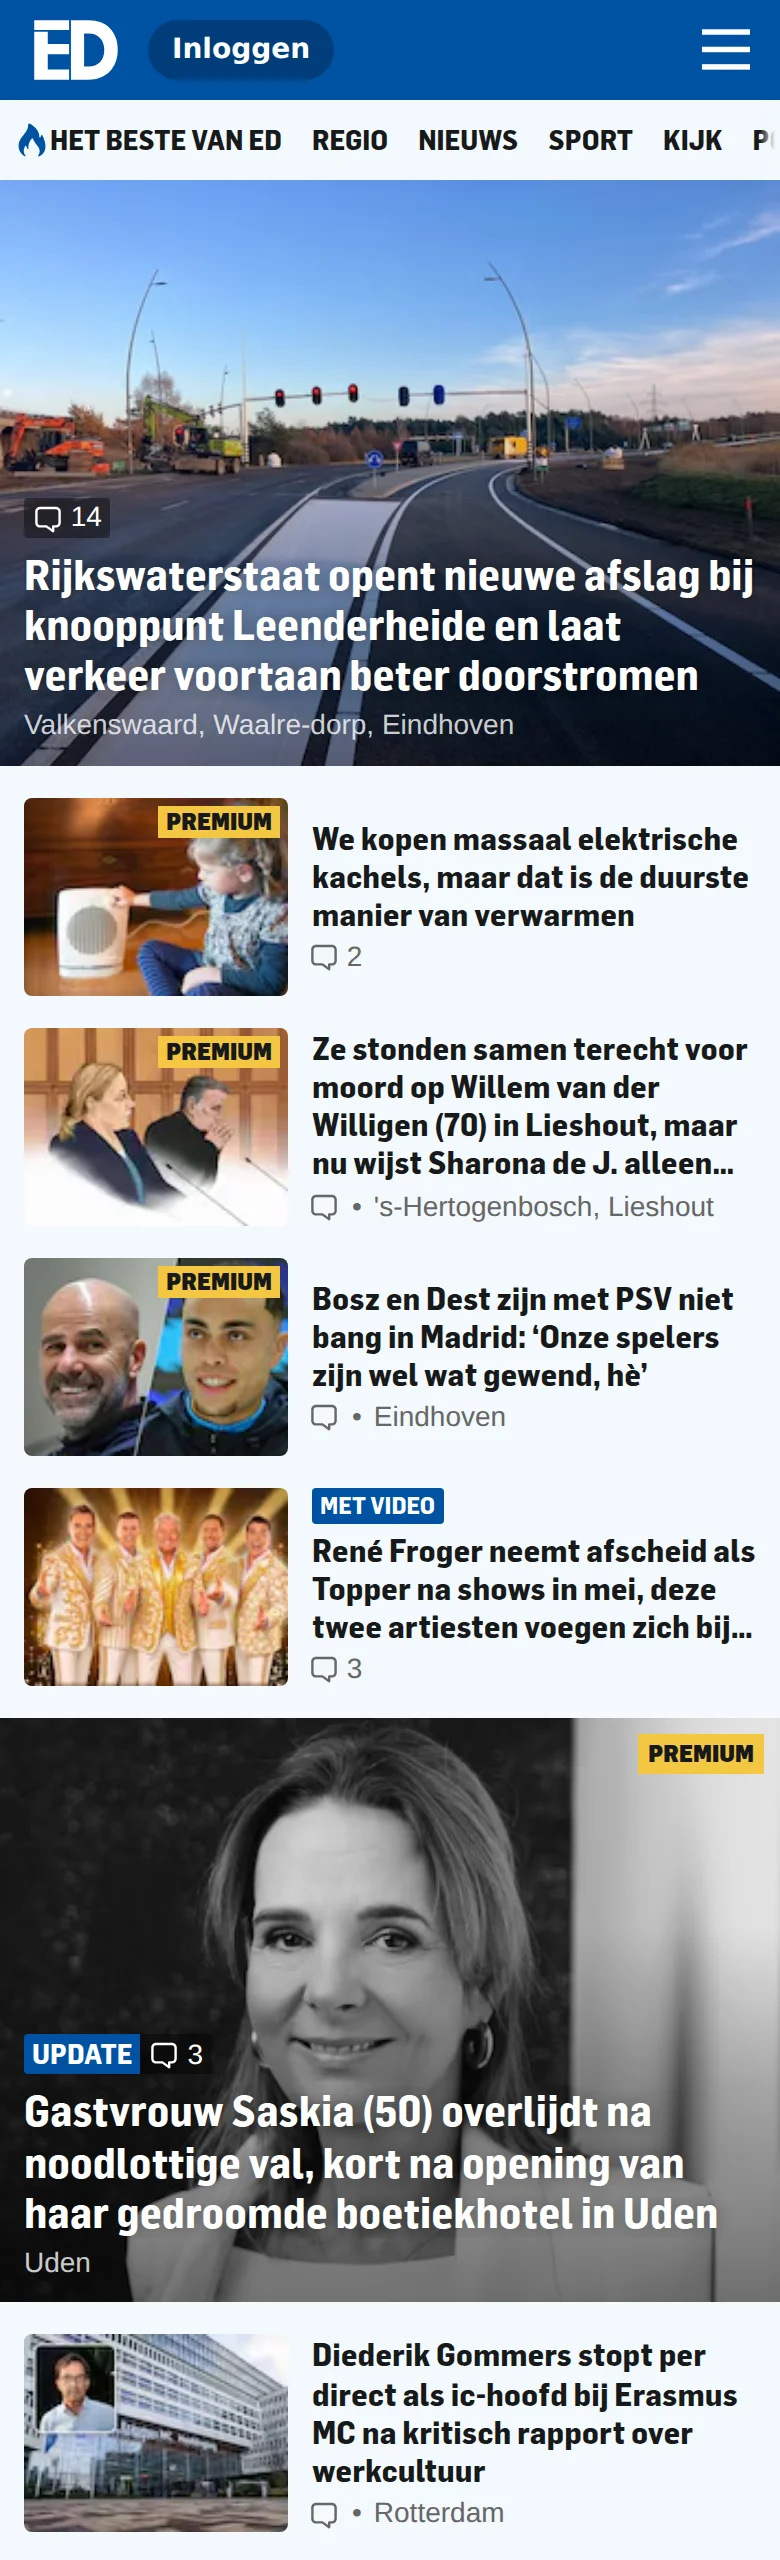 ED
Inloggen
HET BESTE VAN ED REGIO NIEUWS SPORT KIJK
14
Rijkswaterstaat opent nieuwe afslag bij
knooppunt Leenderheide en laat
verkeer voortaan beter doorstromen
Valkenswaard, Waalre-dorp, Eindhoven
PREMIUM
We kopen massaal elektrische
kachels, maar dat is de duurste
manier van verwarmen
2
PREMIUM
Ze stonden samen terecht voor
moord op Willem van der
Willigen (70) in Lieshout, maar
nu wijst Sharona de J. alleen...
• 's-Hertogenbosch, Lieshout
PREMIUM
Bosz en Dest zijn met PSV niet
bang in Madrid: ‘Onze spelers
zijn wel wat gewend, hè’
• Eindhoven
MET VIDEO
René Froger neemt afscheid als
Topper na shows in mei, deze
twee artiesten voegen zich bij...
3
PREMIUM
UPDATE 3
Gastvrouw Saskia (50) overlijdt na
noodlottige val, kort na opening van
haar gedroomde boetiekhotel in Uden
Uden
Diederik Gommers stopt per
direct als ic-hoofd bij Erasmus
MC na kritisch rapport over
werkcultuur
• Rotterdam